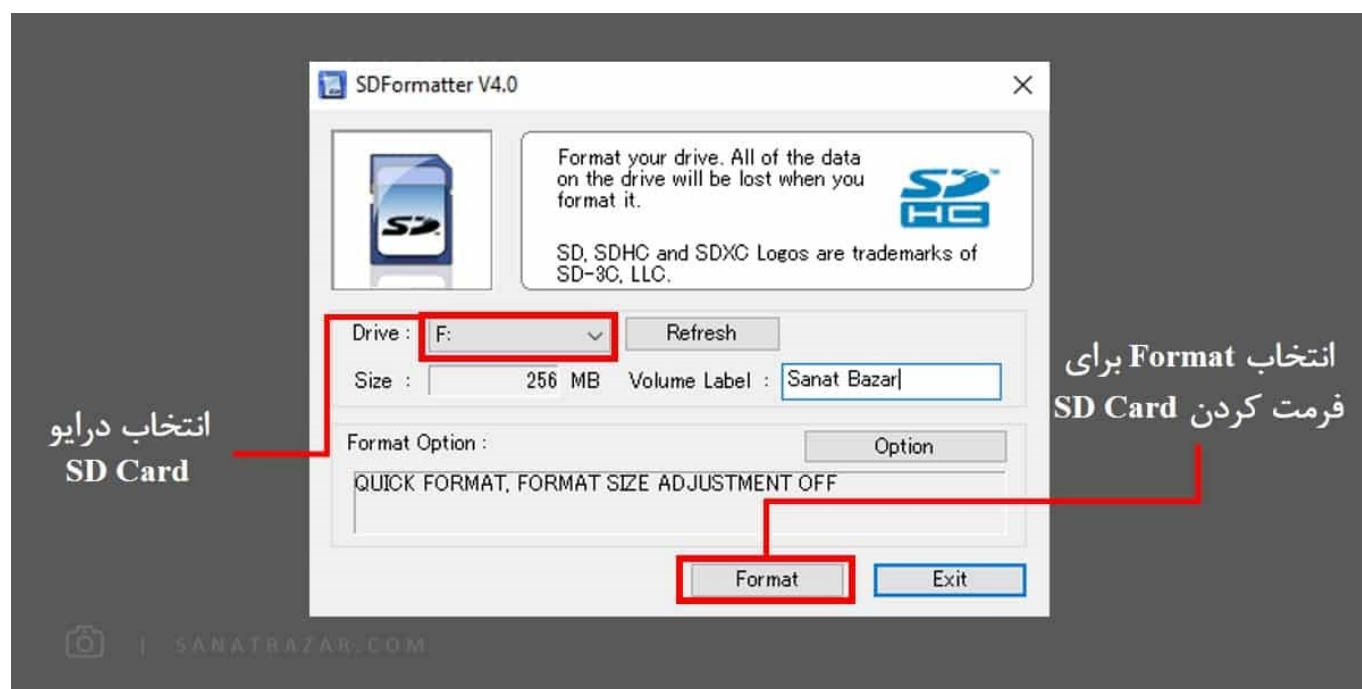 SDFormatter V4.0
Format your drive. All of the data
on the drive will be lost when you
format it.
SD, SDHC and SDXC Logos are trademarks of
SD-3C, LLC.
SD
SD
HC
Drive : F: Refresh
Size : 256 MB Volume Label : Sanat Bazar
Format Option : Option
QUICK FORMAT, FORMAT SIZE ADJUSTMENT OFF
Format Exit
انتخاب درایو
SD Card
انتخاب Format برای
فرمت کردن SD Card
| SANATBAZAR.COM